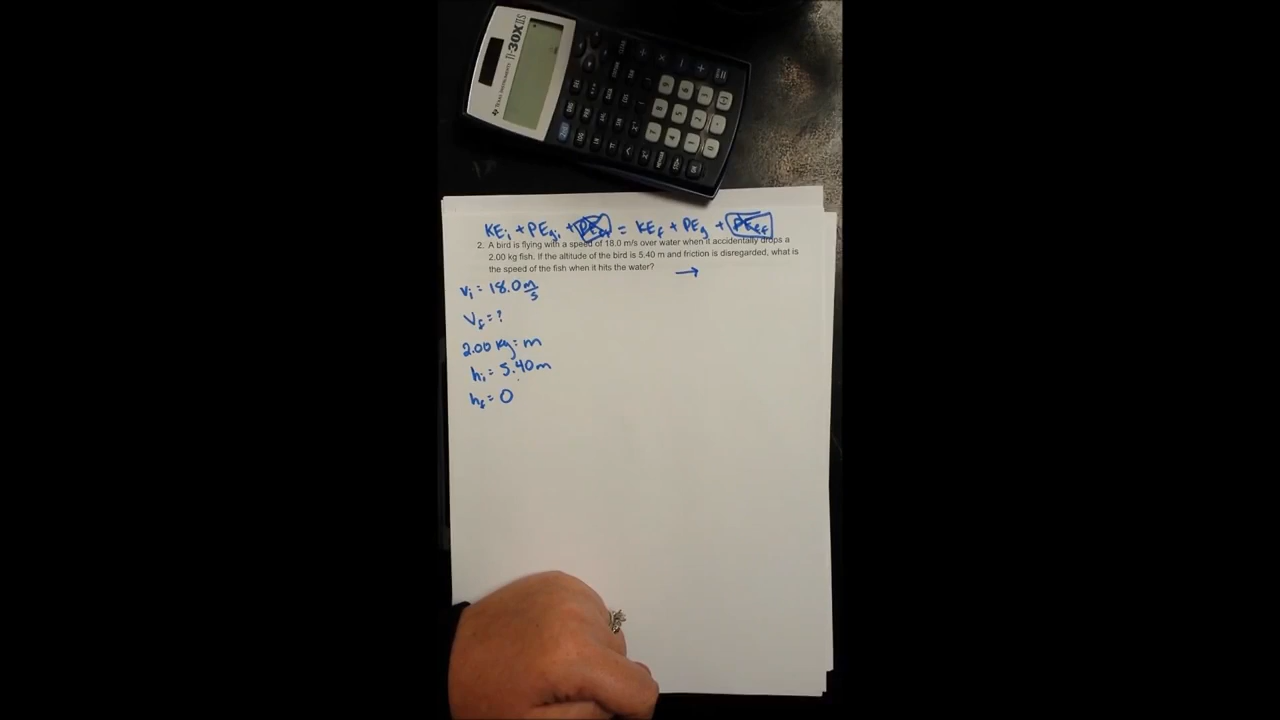 TEXAS INSTRUMENTS
TI-30X IIS
KEi + PEgi + = KEf + PEg +
2. A bird is flying with a speed of 18.0 m/s over water when it accidentally drops a
2.00 kg fish. If the altitude of the bird is 5.40 m and friction is disregarded, what is
the speed of the fish when it hits the water? →
vi = 18.0 m/s
Vf = ?
2.00 kg = m
hi = 5.40 m
hf = 0